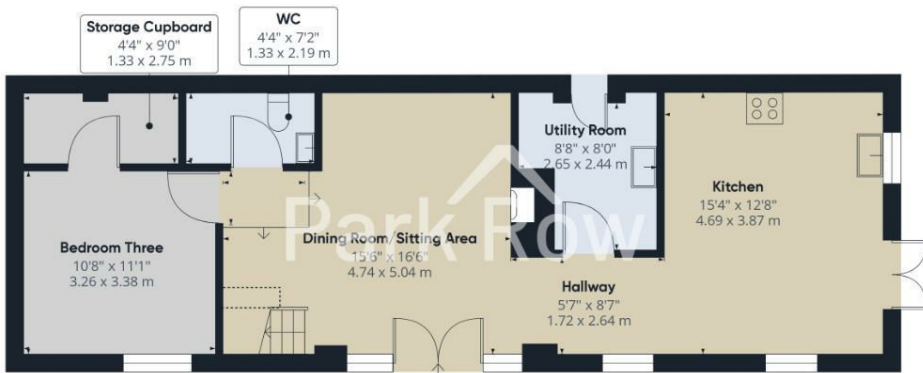 Storage Cupboard
4'4" x 9'0"
1.33 x 2.75 m
WC
4'4" x 7'2"
1.33 x 2.19 m
Utility Room
8'8" x 8'0"
2.65 x 2.44 m
Kitchen
15'4" x 12'8"
4.69 x 3.87 m
Park Row
Bedroom Three
10'8" x 11'1"
3.26 x 3.38 m
Dining Room/Sitting Area
15'6" x 16'6"
4.74 x 5.04 m
Hallway
5'7" x 8'7"
1.72 x 2.64 m